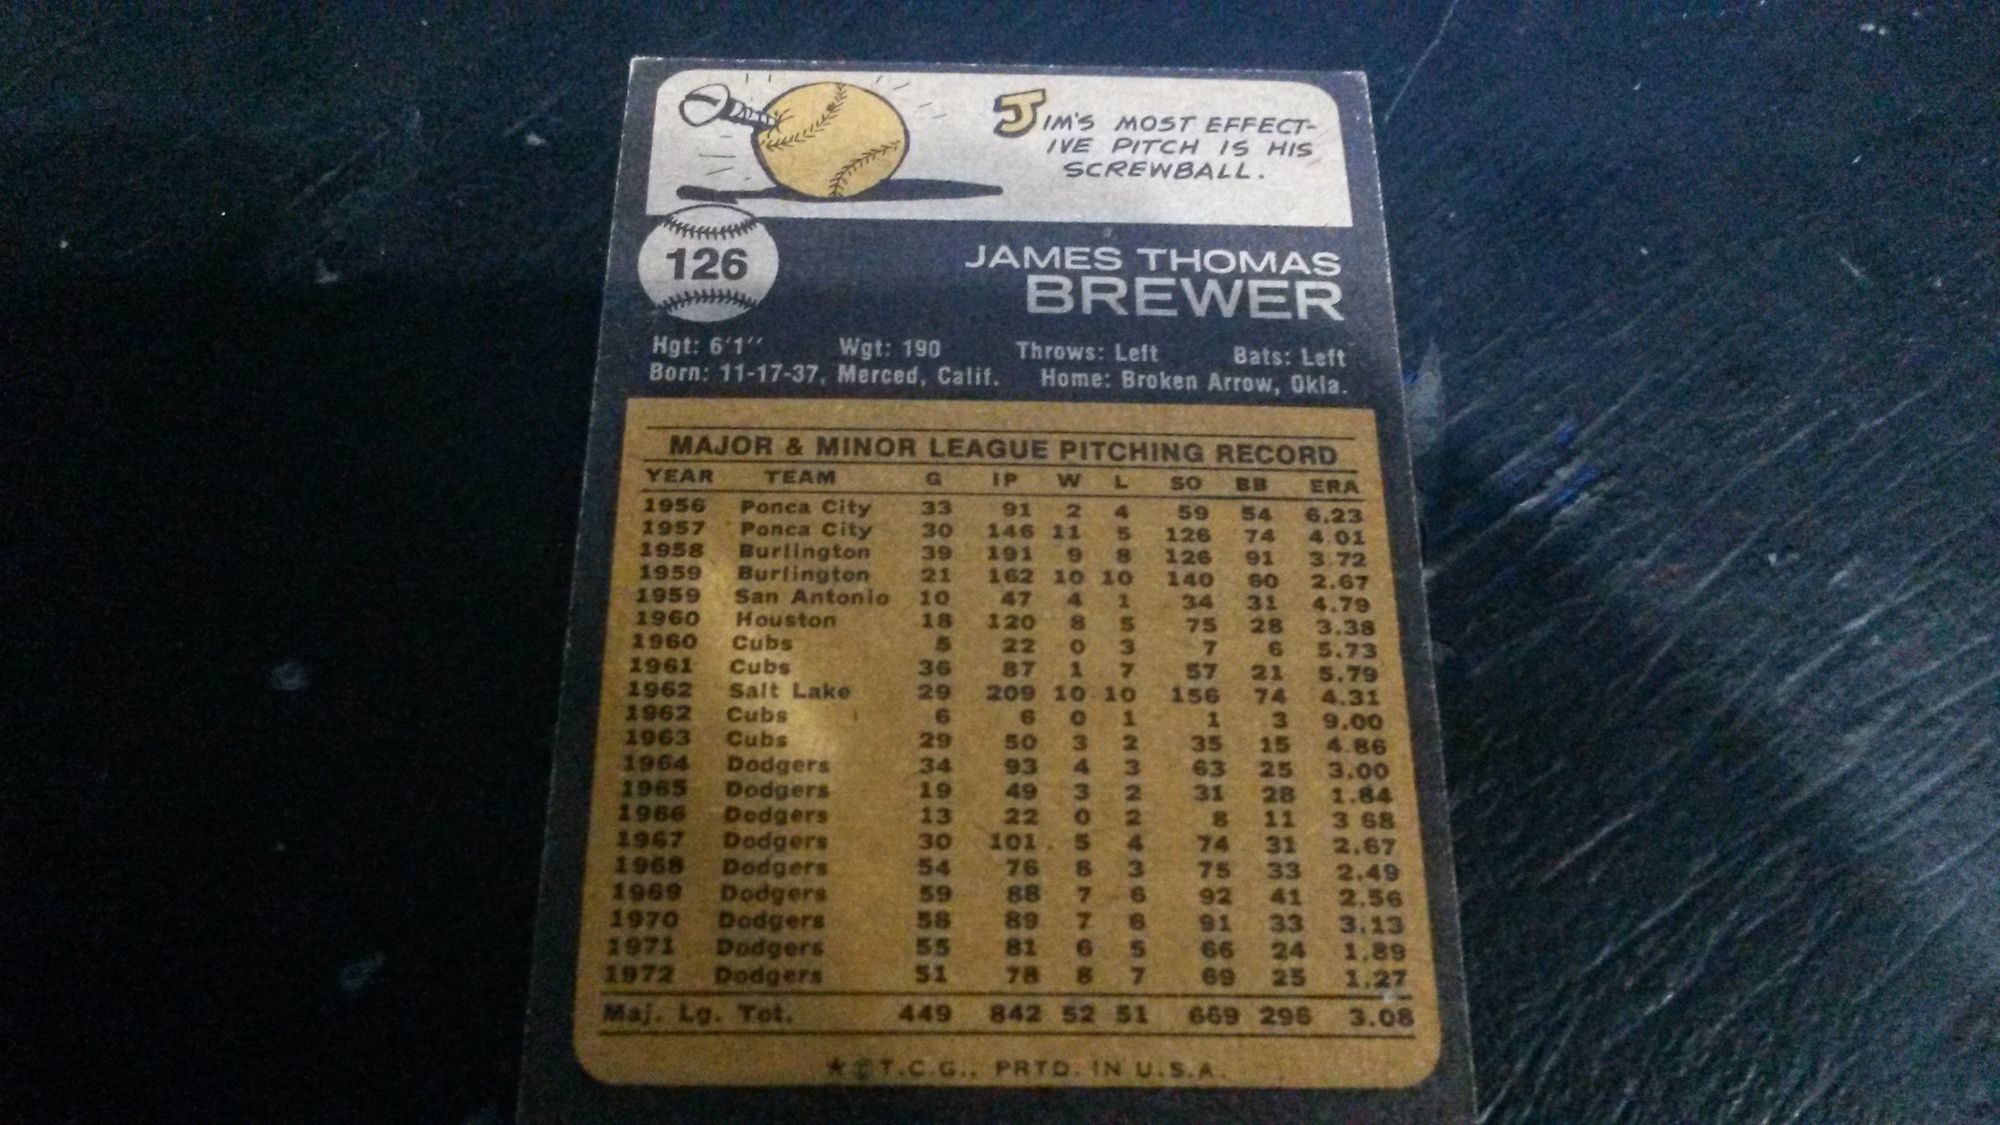 JIM'S MOST EFFECT-
IVE PITCH IS HIS
SCREWBALL.
126
JAMES THOMAS
BREWER
Hgt: 6'1" Wgt: 190 Throws: Left Bats: Left
Born: 11-17-37, Merced, Calif. Home: Broken Arrow, Okla.
MAJOR & MINOR LEAGUE PITCHING RECORD
YEAR TEAM G IP W L SO BB ERA
1956 Ponca City 33 91 2 4 59 54 6.23
1957 Ponca City 30 146 11 5 126 74 4.01
1958 Burlington 39 191 9 8 126 91 3.72
1959 Burlington 21 162 10 10 140 60 2.67
1959 San Antonio 10 47 4 1 34 31 4.79
1960 Houston 18 120 8 5 75 28 3.38
1960 Cubs 5 22 0 3 7 6 5.73
1961 Cubs 36 87 1 7 57 21 5.79
1962 Salt Lake 29 209 10 10 156 74 4.31
1962 Cubs 6 6 0 1 1 3 9.00
1963 Cubs 29 50 3 2 35 15 4.86
1964 Dodgers 34 93 4 3 63 25 3.00
1965 Dodgers 19 49 3 2 31 28 1.84
1966 Dodgers 13 22 0 2 8 11 3.68
1967 Dodgers 30 101 5 4 74 31 2.67
1968 Dodgers 54 76 8 3 75 33 2.49
1969 Dodgers 59 88 7 6 92 41 2.56
1970 Dodgers 58 89 7 6 91 33 3.13
1971 Dodgers 55 81 6 5 66 24 1.89
1972 Dodgers 51 78 8 7 69 25 1.27
Maj. Lg. Tot. 449 842 52 51 669 296 3.08
★ © T.C.G., PRTD. IN U.S.A.